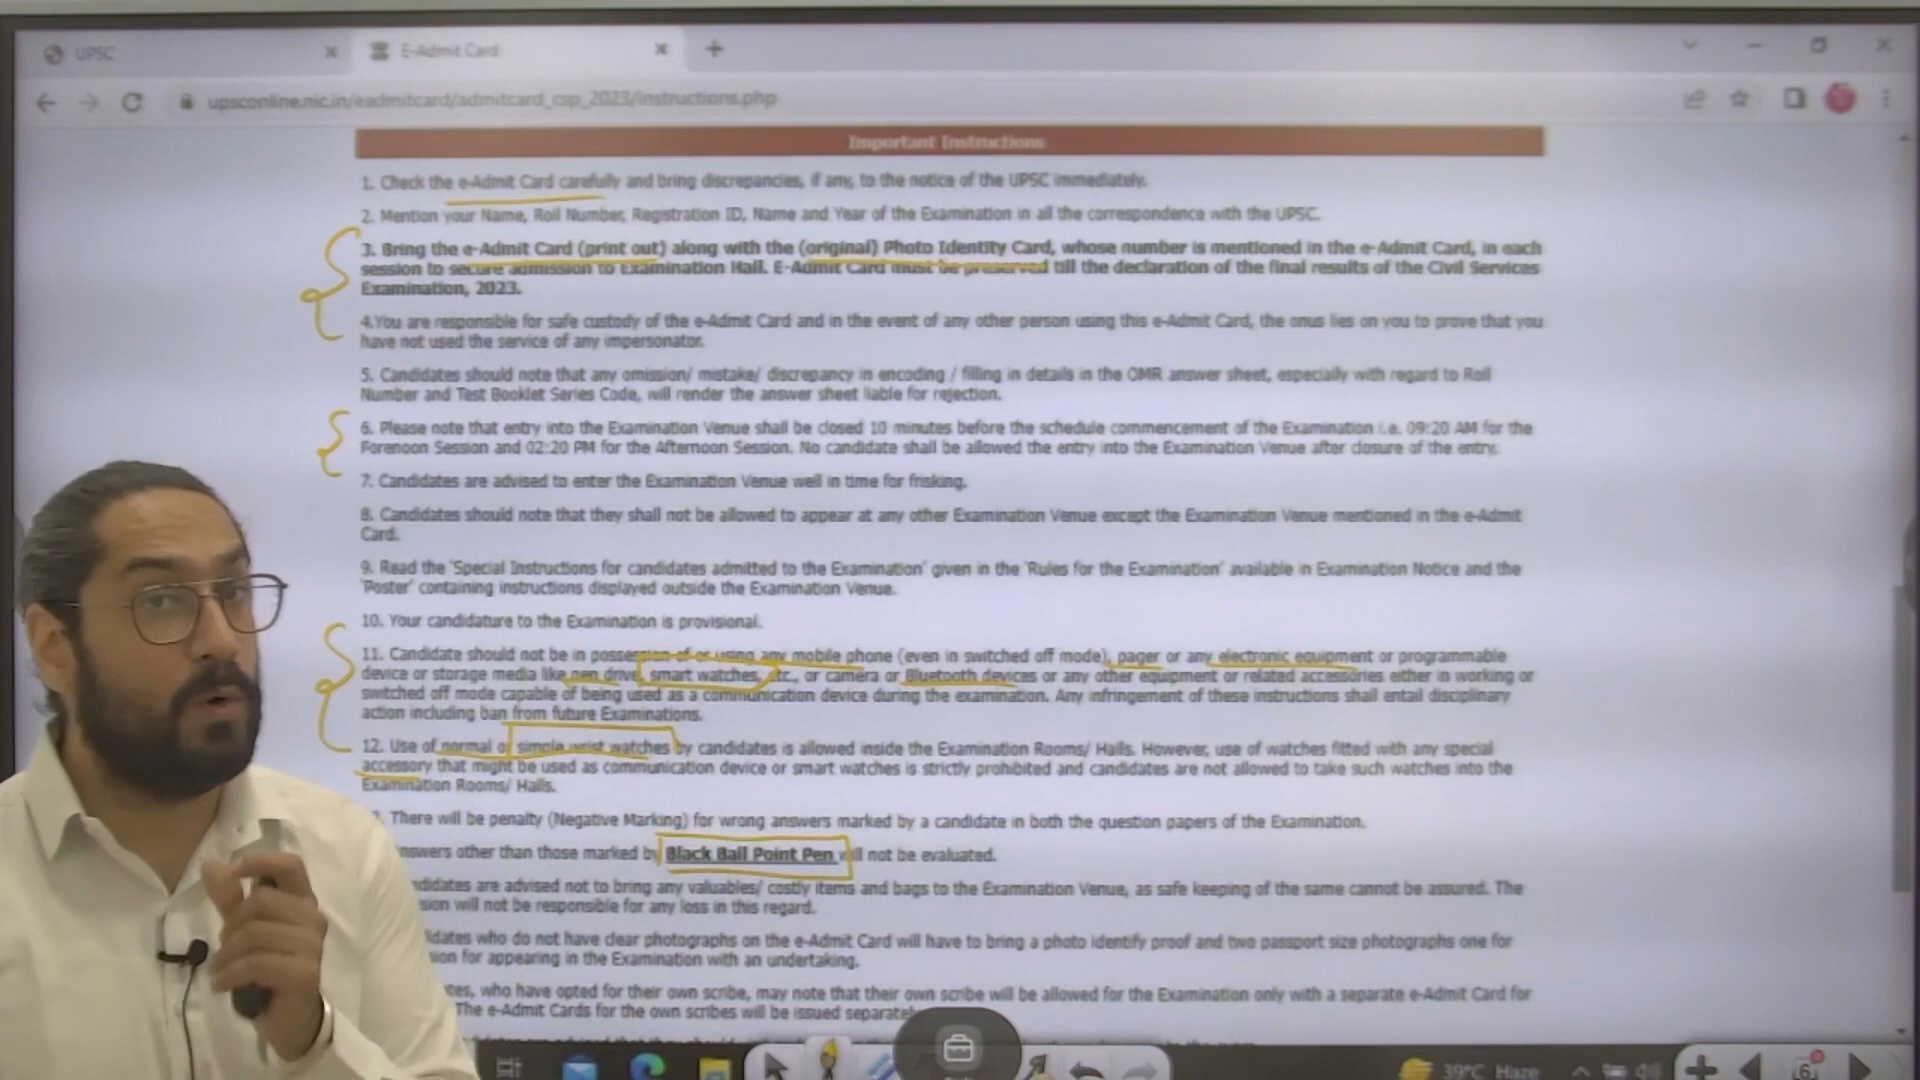 UPSC
E-Admit Card
upsconline.nic.in/eadmitcard/admitcard_csp_2023/instructions.php
Important Instructions
1. Check the e-Admit Card carefully and bring discrepancies, if any, to the notice of the UPSC immediately.
2. Mention your Name, Roll Number, Registration ID, Name and Year of the Examination in all the correspondence with the UPSC.
3. Bring the e-Admit Card (print out) along with the (original) Photo Identity Card, whose number is mentioned in the e-Admit Card, in each
session to secure admission to Examination Hall. E-Admit Card must be preserved till the declaration of the final results of the Civil Services
Examination, 2023.
4.You are responsible for safe custody of the e-Admit Card and in the event of any other person using this e-Admit Card, the onus lies on you to prove that you
have not used the service of any impersonator.
5. Candidates should note that any omission/ mistake/ discrepancy in encoding / filling in details in the OMR answer sheet, especially with regard to Roll
Number and Test Booklet Series Code, will render the answer sheet liable for rejection.
6. Please note that entry into the Examination Venue shall be closed 10 minutes before the schedule commencement of the Examination i.e. 09:20 AM for the
Forenoon Session and 02:20 PM for the Afternoon Session. No candidate shall be allowed the entry into the Examination Venue after closure of the entry.
7. Candidates are advised to enter the Examination Venue well in time for frisking.
8. Candidates should note that they shall not be allowed to appear at any other Examination Venue except the Examination Venue mentioned in the e-Admit
Card.
9. Read the 'Special Instructions for candidates admitted to the Examination' given in the 'Rules for the Examination' available in Examination Notice and the
'Poster' containing instructions displayed outside the Examination Venue.
10. Your candidature to the Examination is provisional.
11. Candidate should not be in possession of or using any mobile phone (even in switched off mode), pager or any electronic equipment or programmable
device or storage media like pen drive, smart watches, etc., or camera or Bluetooth devices or any other equipment or related accessories either in working or
switched off mode capable of being used as a communication device during the examination. Any infringement of these instructions shall entail disciplinary
action including ban from future Examinations.
12. Use of normal or simple wrist watches by candidates is allowed inside the Examination Rooms/ Halls. However, use of watches fitted with any special
accessory that might be used as communication device or smart watches is strictly prohibited and candidates are not allowed to take such watches into the
Examination Rooms/ Halls.
There will be penalty (Negative Marking) for wrong answers marked by a candidate in both the question papers of the Examination.
nswers other than those marked by Black Ball Point Pen will not be evaluated.
ndidates are advised not to bring any valuables/ costly items and bags to the Examination Venue, as safe keeping of the same cannot be assured. The
sion will not be responsible for any loss in this regard.
idates who do not have clear photographs on the e-Admit Card will have to bring a photo identify proof and two passport size photographs one for
sion for appearing in the Examination with an undertaking.
tes, who have opted for their own scribe, may note that their own scribe will be allowed for the Examination only with a separate e-Admit Card for
The e-Admit Cards for the own scribes will be issued separately
39°C Haze
6